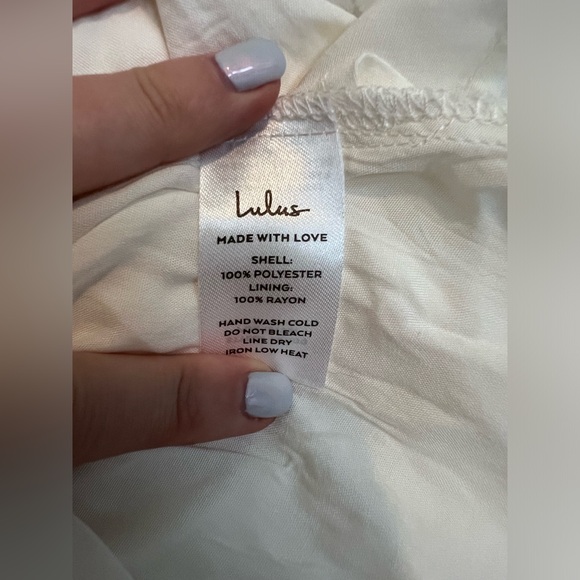 Lulus
MADE WITH LOVE
SHELL:
100% POLYESTER
LINING:
100% RAYON
HAND WASH COLD
DO NOT BLEACH
LINE DRY
IRON LOW HEAT